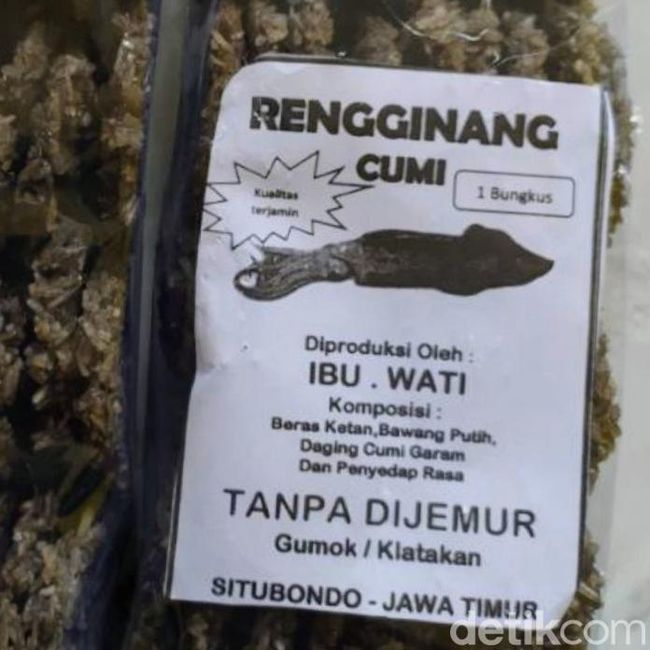 RENGGINANG
CUMI
Kualitas
terjamin
1 Bungkus
Diproduksi Oleh :
IBU . WATI
Komposisi :
Beras Ketan,Bawang Putih,
Daging Cumi Garam
Dan Penyedap Rasa
TANPA DIJEMUR
Gumok / Klatakan
SITUBONDO - JAWA TIMUR
detikcom